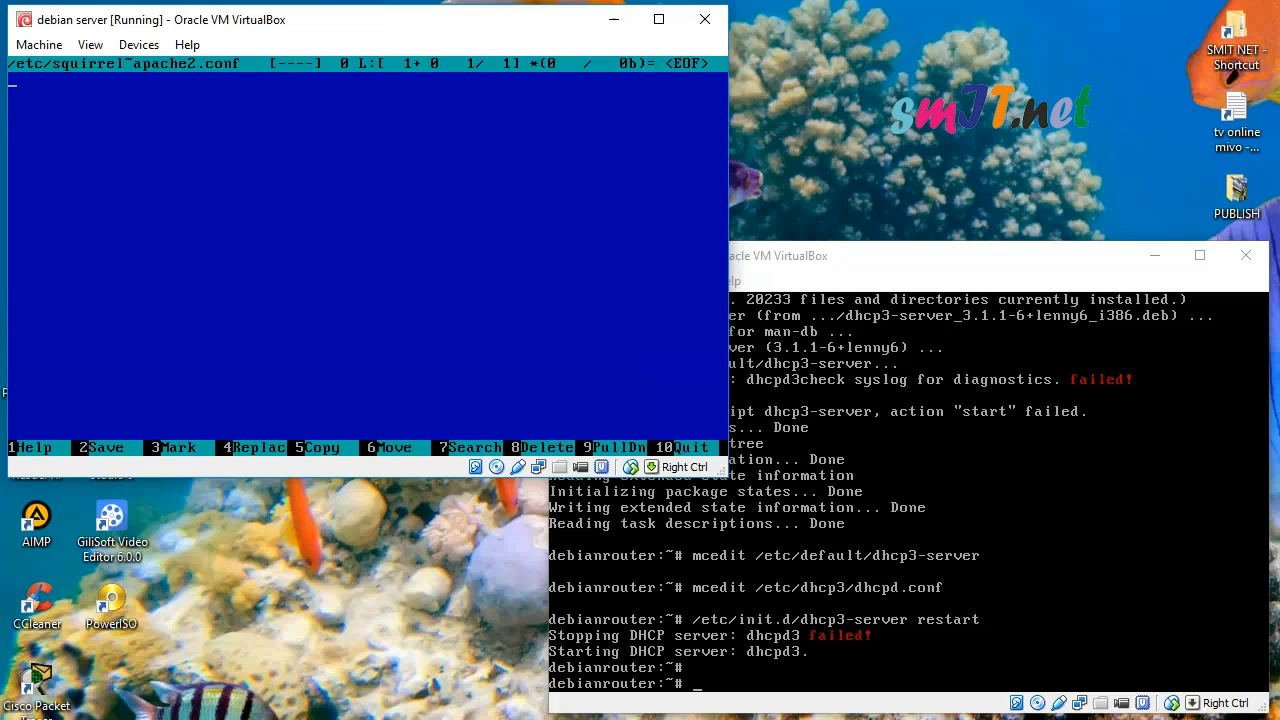 debian server [Running] - Oracle VM VirtualBox
Machine View Devices Help
/etc/squirrel~apache2.conf [----] 0 L:[ 1+ 0 1/ 1] *(0 / 0b)= <EOF>
1Help 2Save 3Mark 4Replac 5Copy 6Move 7Search 8Delete 9PullDn 10Quit
Right Ctrl
smIT.net
SMIT NET -
Shortcut
tv online
mivo -...
PUBLISH
acle VM VirtualBox
elp
. 20233 files and directories currently installed.)
er (from .../dhcp3-server_3.1.1-6+lenny6_i386.deb) ...
for man-db ...
ver (3.1.1-6+lenny6) ...
ult/dhcp3-server...
: dhcpd3check syslog for diagnostics. failed!
ipt dhcp3-server, action "start" failed.
s... Done
tree
ation... Done
Reading extended state information
Initializing package states... Done
Writing extended state information... Done
Reading task descriptions... Done
debianrouter:~# mcedit /etc/default/dhcp3-server
debianrouter:~# mcedit /etc/dhcp3/dhcpd.conf
debianrouter:~# /etc/init.d/dhcp3-server restart
Stopping DHCP server: dhcpd3 failed!
Starting DHCP server: dhcpd3.
debianrouter:~#
debianrouter:~# _
Right Ctrl
AIMP
GiliSoft Video
Editor 6.0.0
CCleaner
PowerISO
Cisco Packet